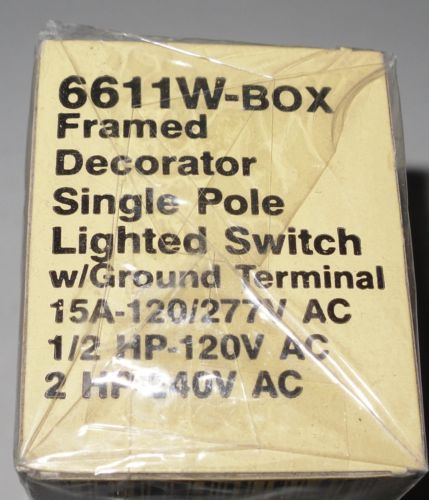 6611W-BOX
Framed
Decorator
Single Pole
Lighted Switch
w/Ground Terminal
15A-120/277V AC
1/2 HP-120V AC
2 HP-240V AC